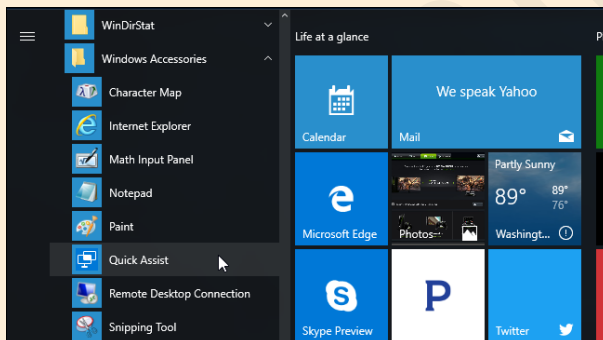 WinDirStat
Windows Accessories
Character Map
Internet Explorer
Math Input Panel
Notepad
Paint
Quick Assist
Remote Desktop Connection
Snipping Tool
Life at a glance
P
Calendar
We speak Yahoo
Mail
Microsoft Edge
Photos
Partly Sunny
89° 89°
76°
Washingt...
Skype Preview
P
Twitter